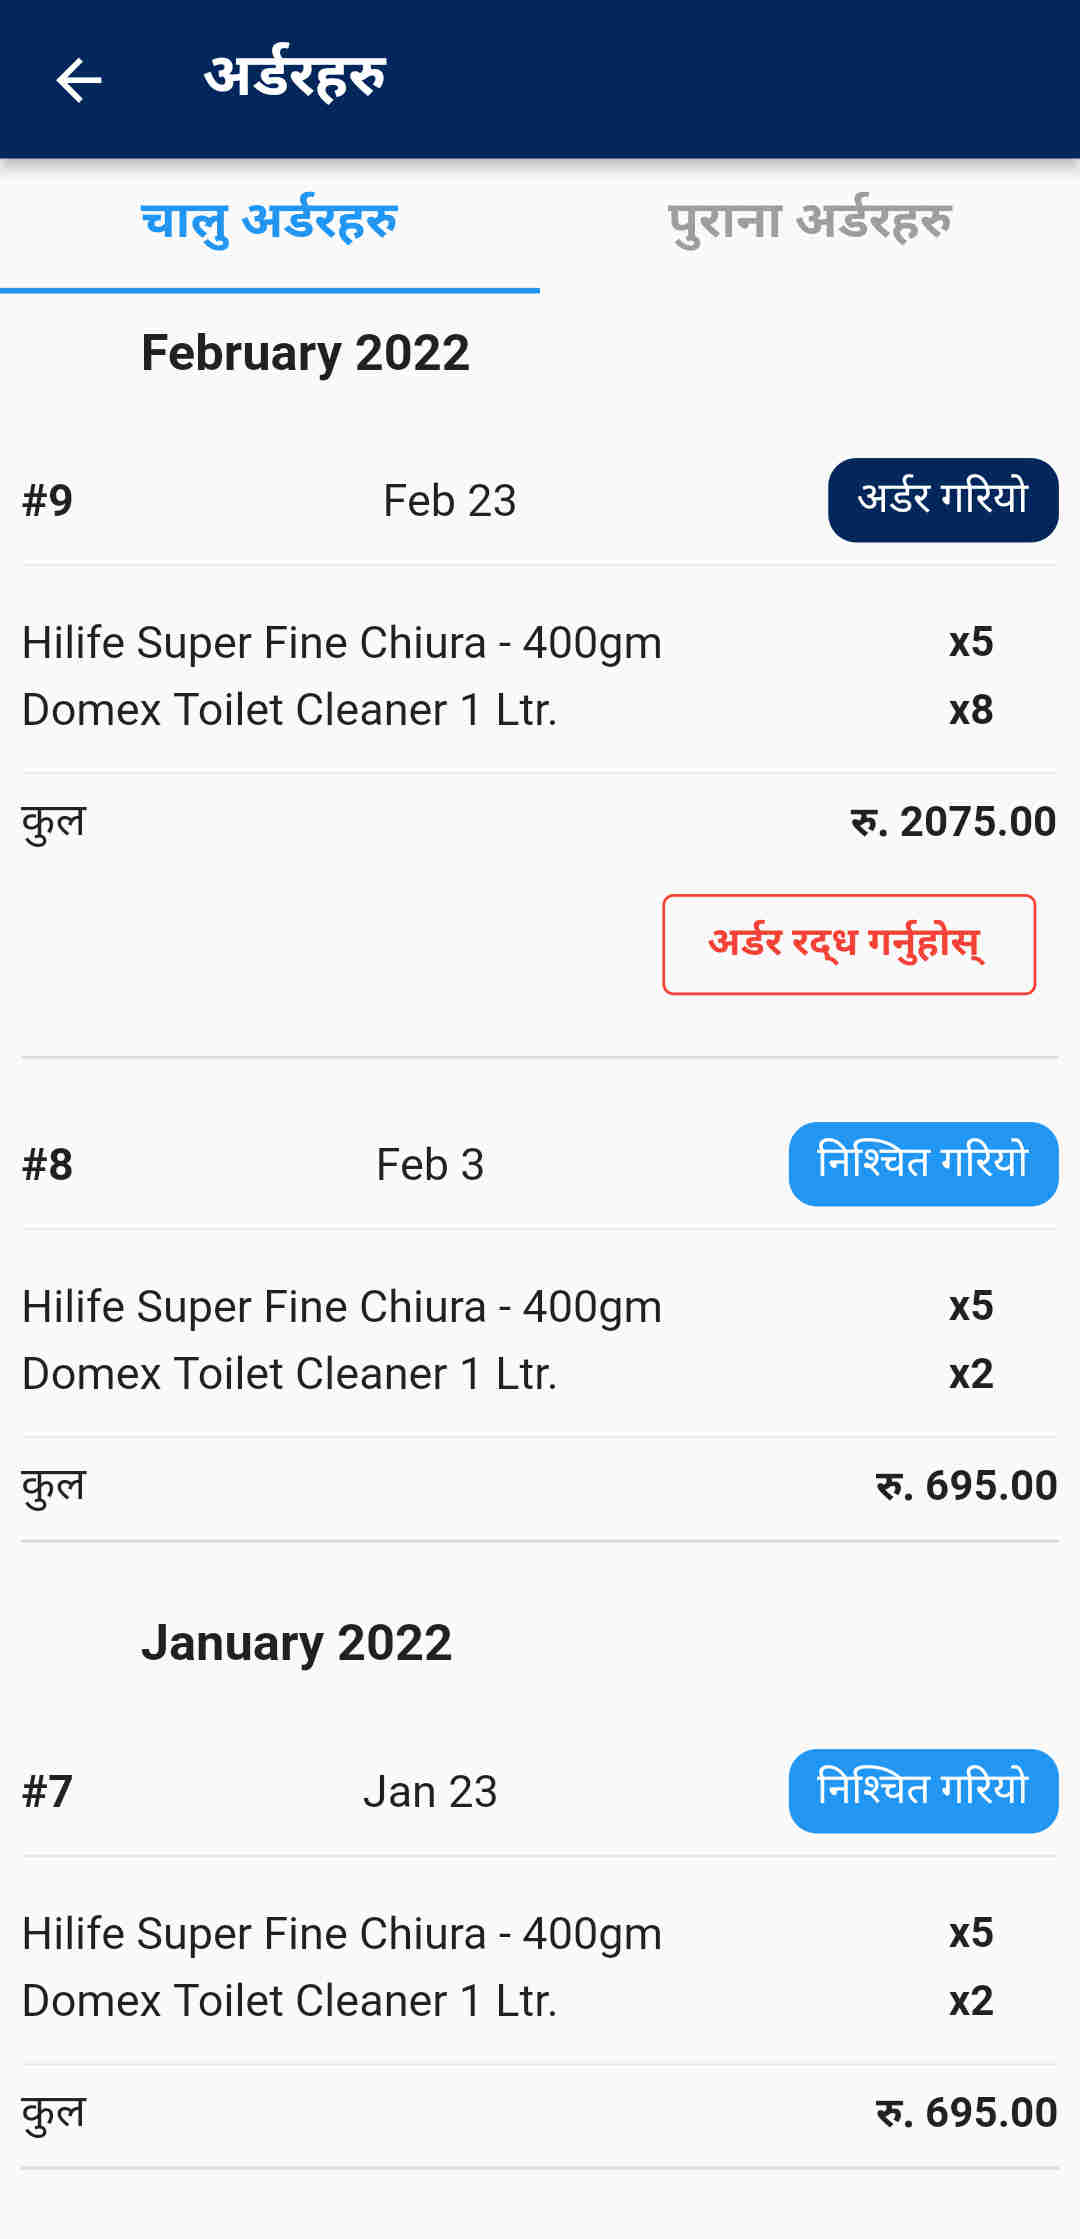 अर्डरहरु
चालु अर्डरहरु पुराना अर्डरहरु
February 2022
#9 Feb 23 अर्डर गरियो
Hilife Super Fine Chiura - 400gm x5
Domex Toilet Cleaner 1 Ltr. x8
कुल रु. 2075.00
अर्डर रद्ध गर्नुहोस्
#8 Feb 3 निश्चित गरियो
Hilife Super Fine Chiura - 400gm x5
Domex Toilet Cleaner 1 Ltr. x2
कुल रु. 695.00
January 2022
#7 Jan 23 निश्चित गरियो
Hilife Super Fine Chiura - 400gm x5
Domex Toilet Cleaner 1 Ltr. x2
कुल रु. 695.00